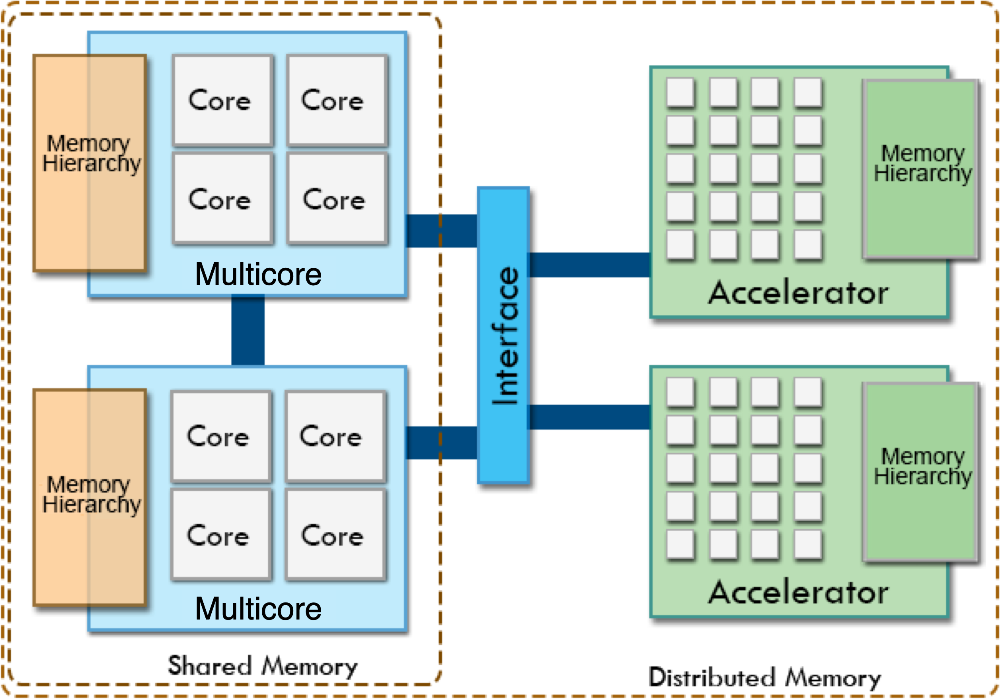 Memory
Hierarchy
Core
Core
Core
Core
Multicore
Memory
Hierarchy
Core
Core
Core
Core
Multicore
Shared Memory
Interface
Memory
Hierarchy
Accelerator
Memory
Hierarchy
Accelerator
Distributed Memory